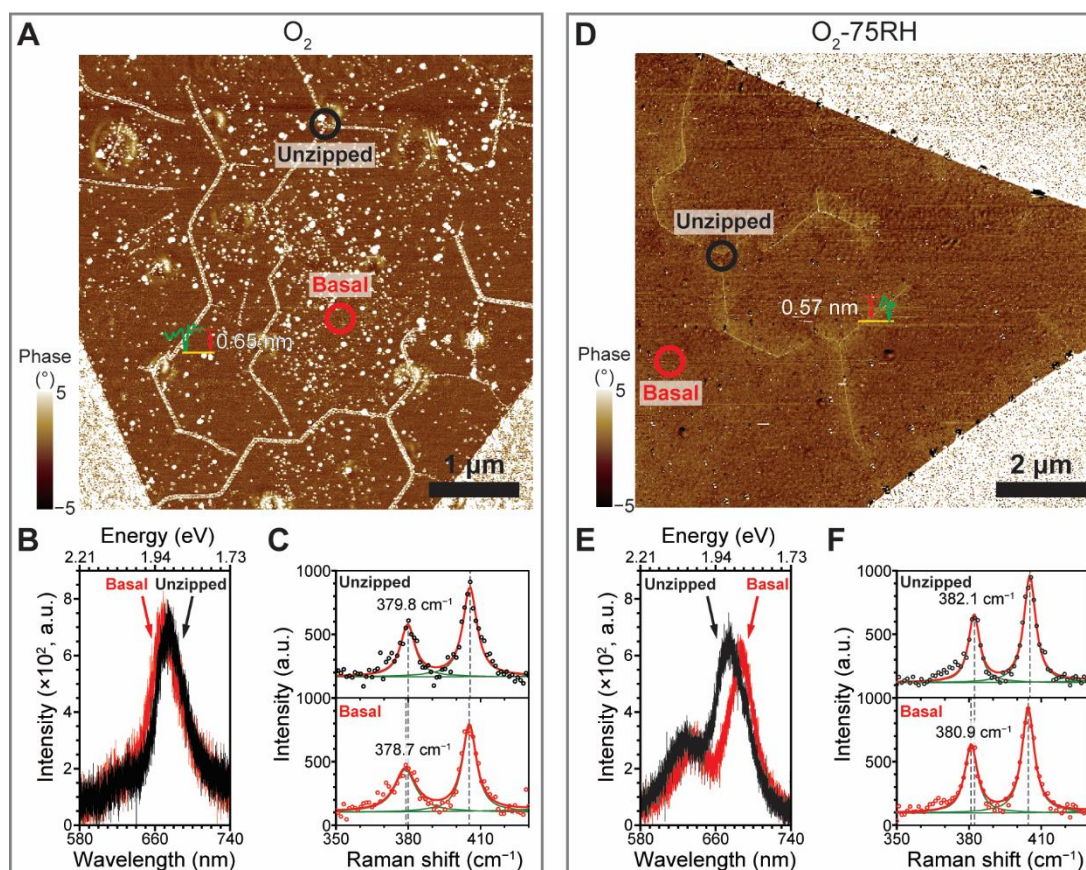 A
O₂
Unzipped
Basal
0.65 nm
Phase
(°)
5
−5
1 µm
B
Energy (eV)
2.21 1.94 1.73
Basal
Unzipped
Intensity (×10², a.u.)
8
6
4
2
0
580 660 740
Wavelength (nm)
C
Unzipped
379.8 cm⁻¹
1000
500
1000
Basal
378.7 cm⁻¹
500
0
Intensity (a.u.)
350 380 410
Raman shift (cm⁻¹)
D
O₂-75RH
Unzipped
0.57 nm
Basal
Phase
(°)
5
−5
2 µm
E
Energy (eV)
2.21 1.94 1.73
Unzipped
Basal
Intensity (×10², a.u.)
8
6
4
2
0
580 660 740
Wavelength (nm)
F
Unzipped
382.1 cm⁻¹
1000
500
1000
Basal
380.9 cm⁻¹
500
0
Intensity (a.u.)
350 380 410
Raman shift (cm⁻¹)